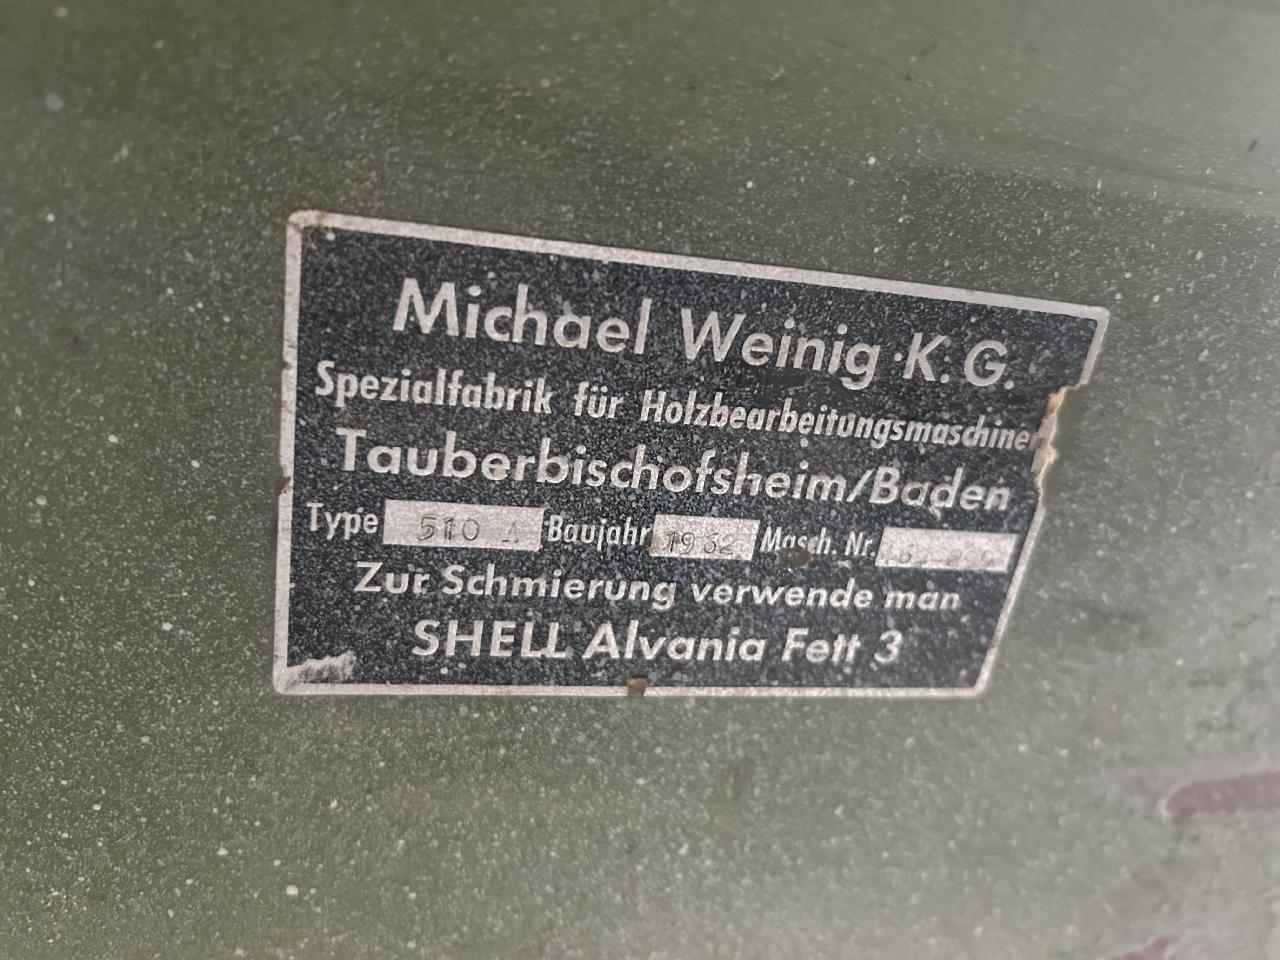 Michael Weinig K.G.
Spezialfabrik für Holzbearbeitungsmaschinen
Tauberbischofsheim/Baden
Type 510 A Baujahr 1962 Masch. Nr.
Zur Schmierung verwende man
SHELL Alvania Fett 3